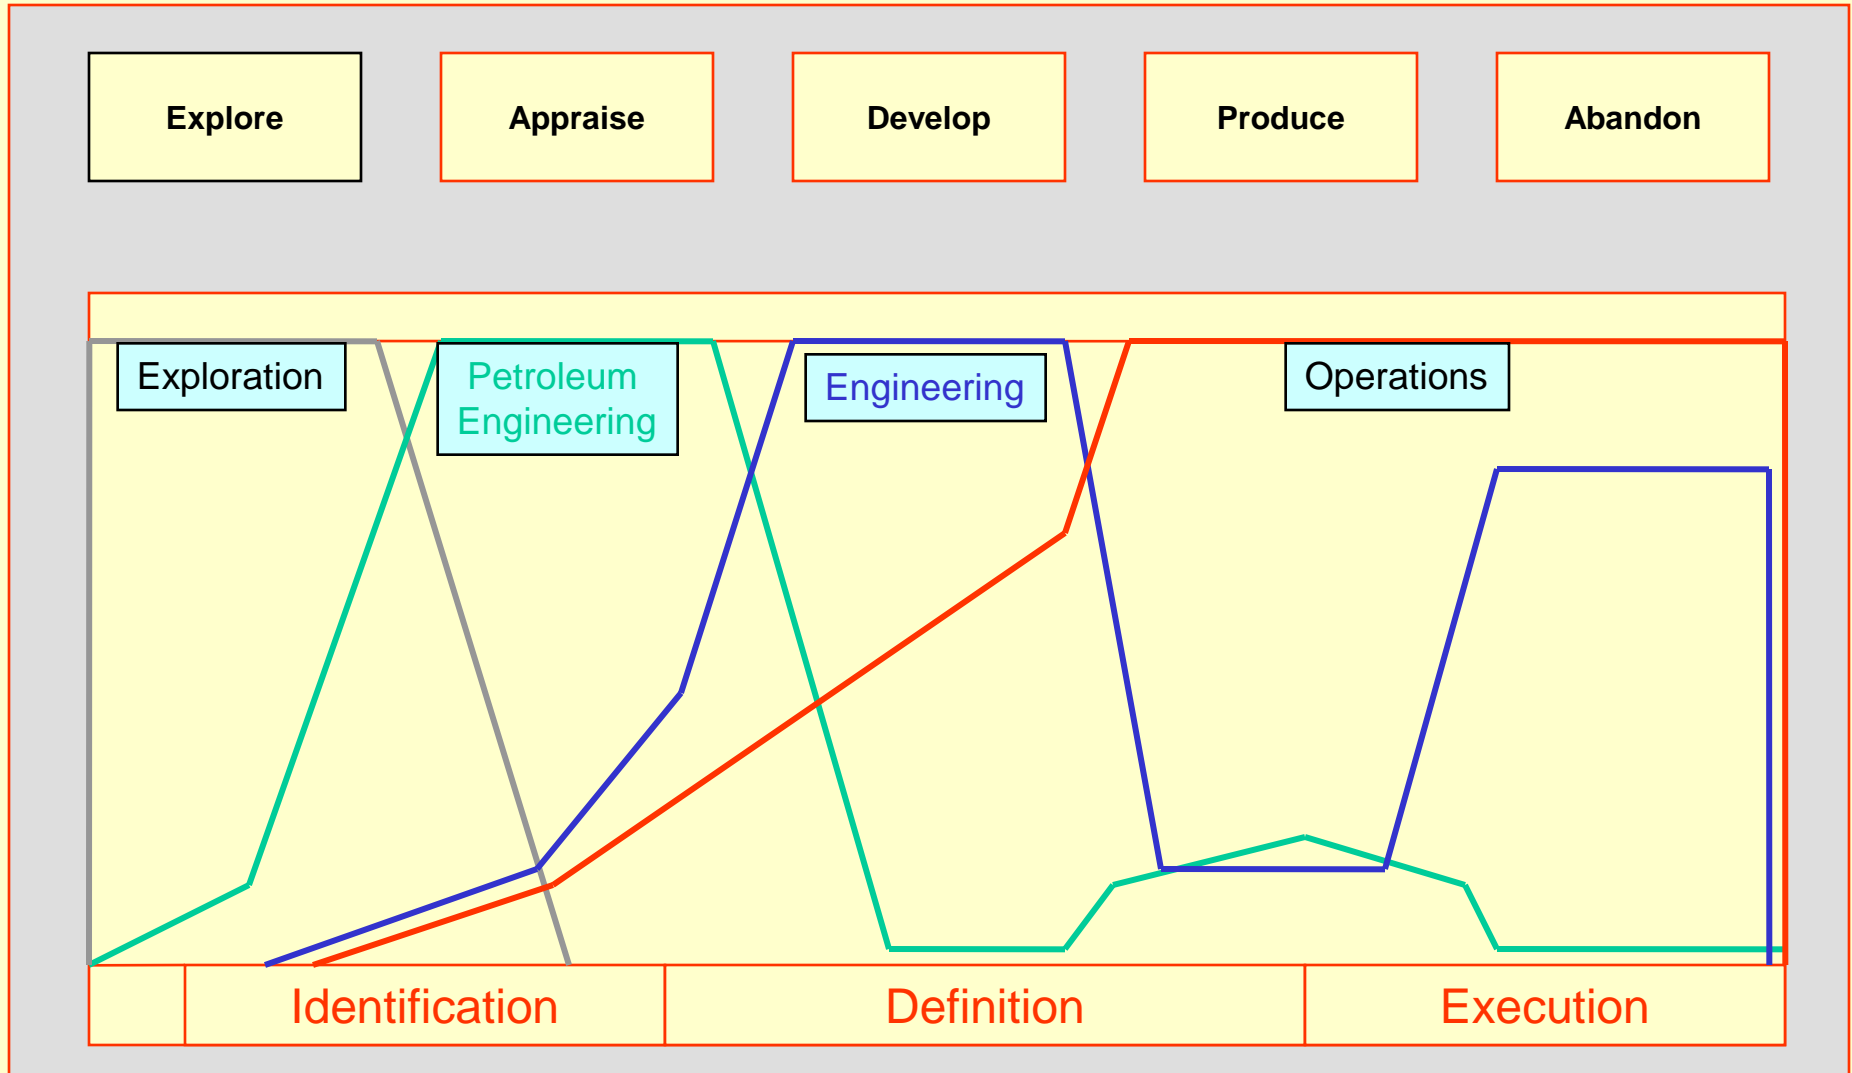 Explore
Appraise
Develop
Produce
Abandon
Exploration
Petroleum
Engineering
Engineering
Operations
Identification
Definition
Execution